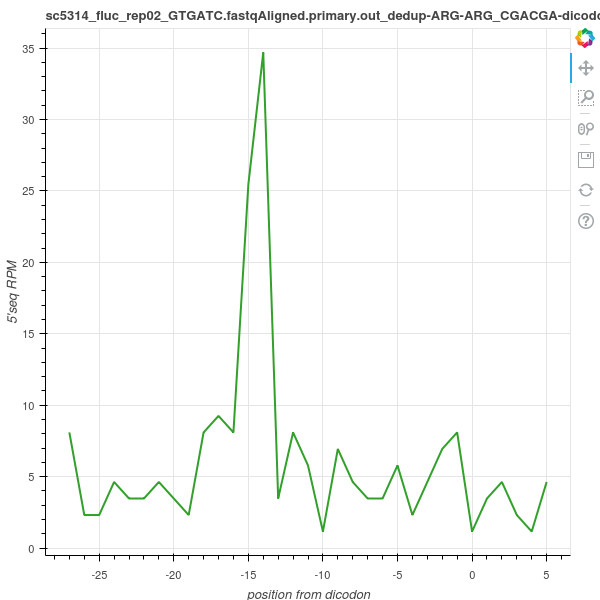 sc5314_fluc_rep02_GTGATC.fastqAligned.primary.out_dedup-ARG-ARG_CGACGA-dicodo
35
30
25
20
15
10
5
0
5'seq RPM
-25 -20 -15 -10 -5 0 5
position from dicodon